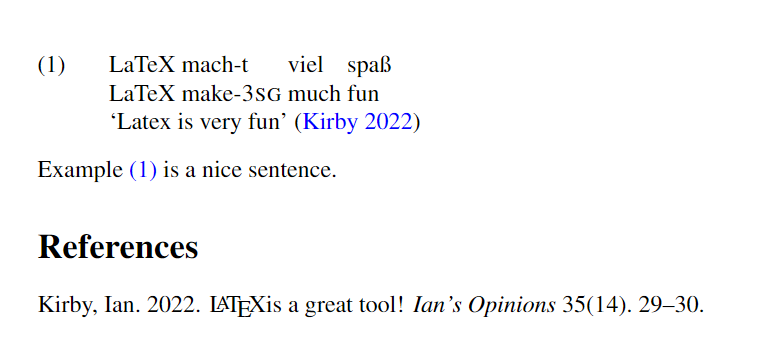 (1) LaTeX mach-t viel spaß
LaTeX make-3SG much fun
‘Latex is very fun’ (Kirby 2022)
Example (1) is a nice sentence.
References
Kirby, Ian. 2022. LATEXis a great tool! Ian’s Opinions 35(14). 29–30.